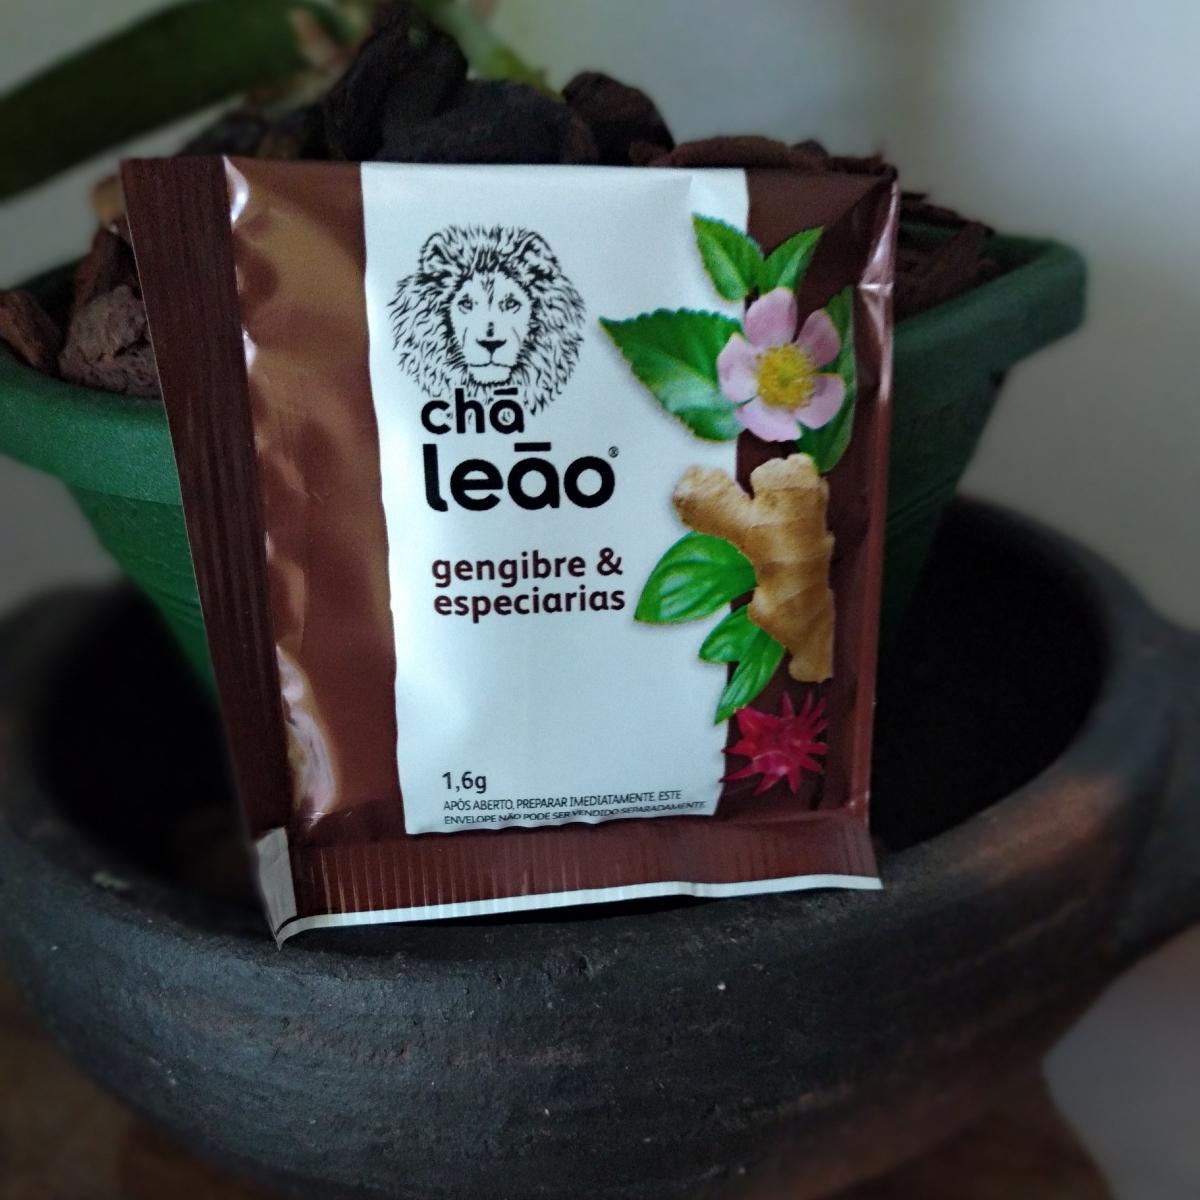 chā
leāo®
gengibre &
especiarias
1,6g
APÓS ABERTO, PREPARAR IMEDIATAMENTE. ESTE
ENVELOPE NÃO PODE SER VENDIDO SEPARADAMENTE.